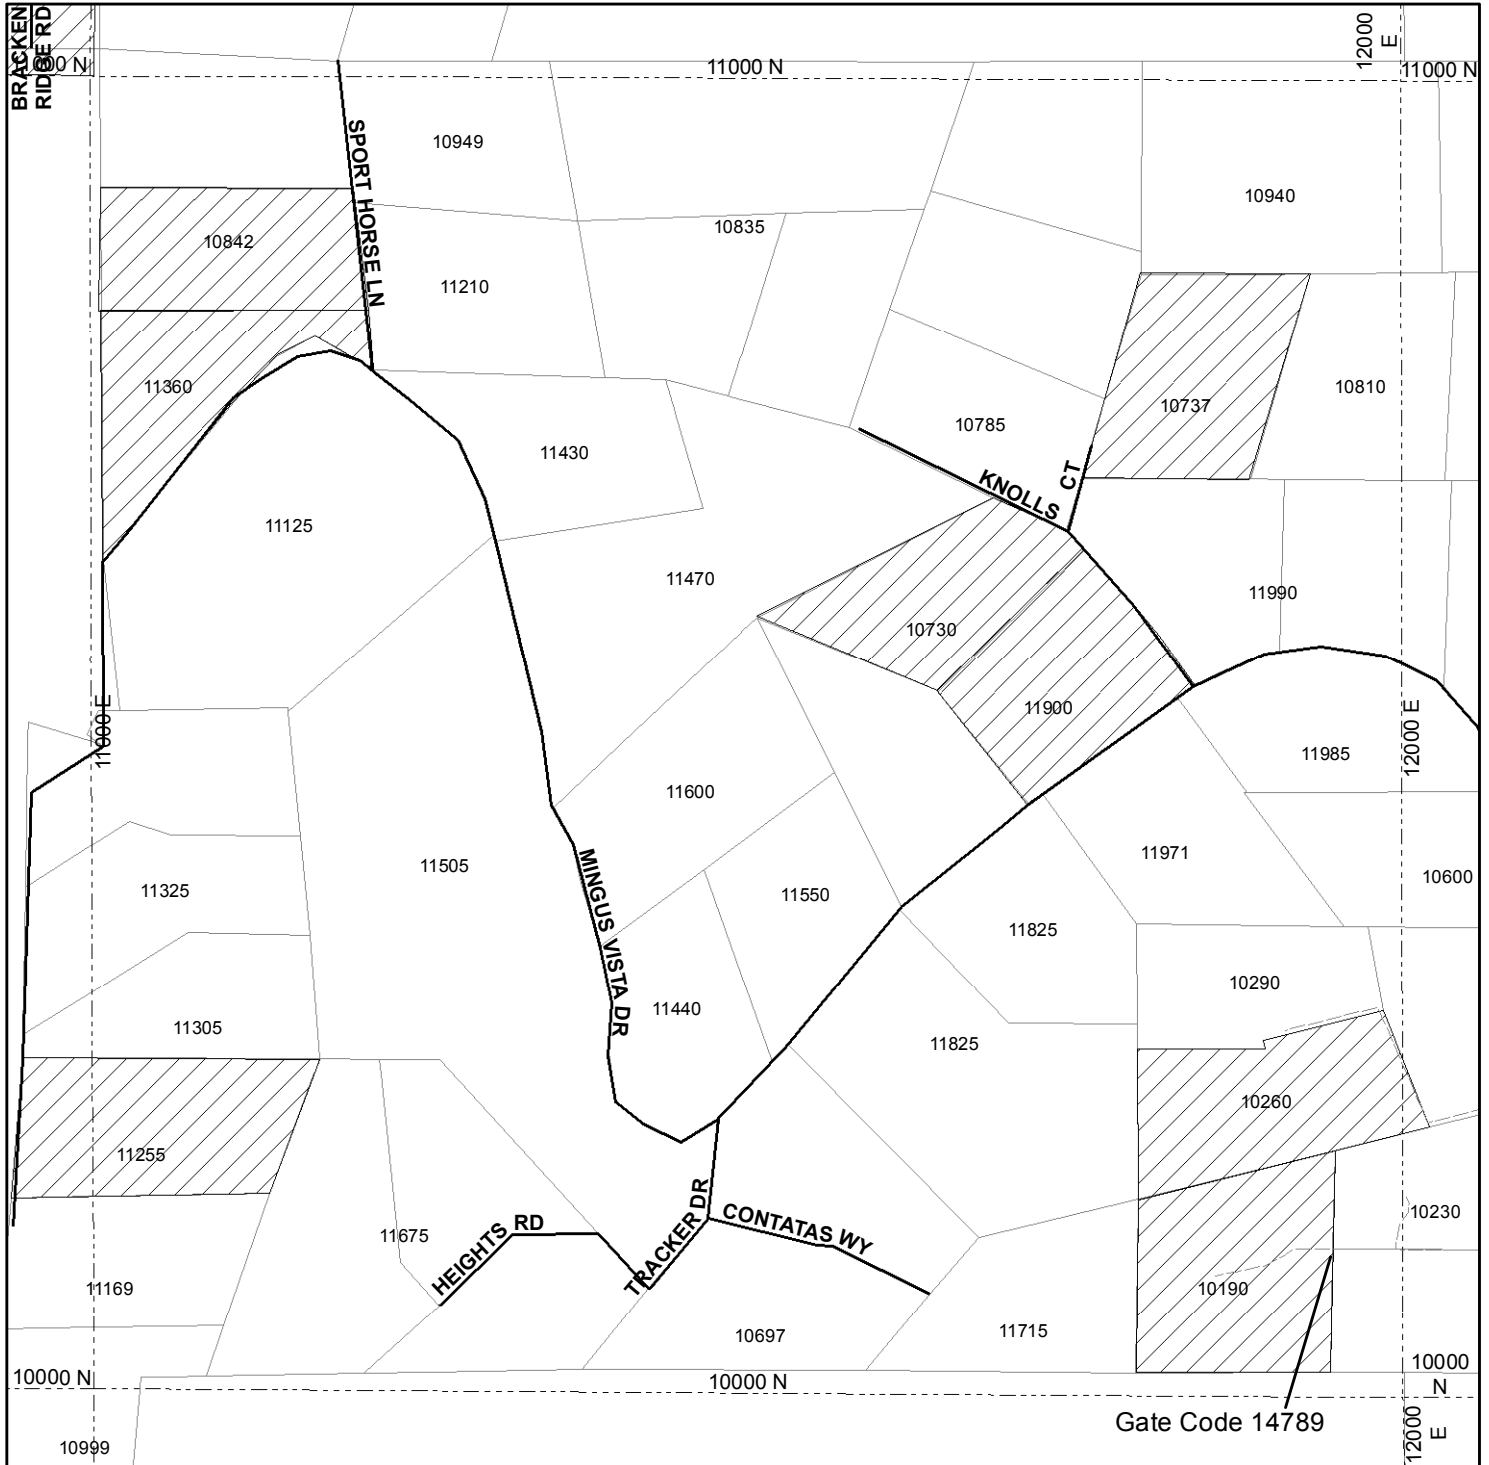 BRACKEN
RIDGE RD
11000 N
11000 N
12000
E
11000 N
10949
SPORT HORSE LN
10940
10842
10835
11210
11360
10737
10810
10785
11430
KNOLLS
CT
11125
11470
11990
10730
11900
11000 E
12000 E
11985
11600
MINGUS VISTA DR
11505
11971
10600
11325
11550
11825
10290
11440
11305
11825
10260
11255
10230
11675
HEIGHTS RD
TRACKER DR
CONTATAS WY
11169
10190
10697
11715
10000 N
10000 N
10000
N
Gate Code 14789
12000
E
10999